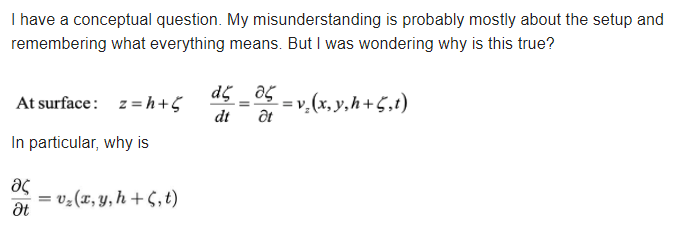 I have a conceptual question. My misunderstanding is probably mostly about the setup and
remembering what everything means. But I was wondering why is this true?
At surface: z = h + ζ dζ/dt = ∂ζ/∂t = v_z(x, y, h + ζ, t)
In particular, why is
∂ζ/∂t = v_z(x, y, h + ζ, t)